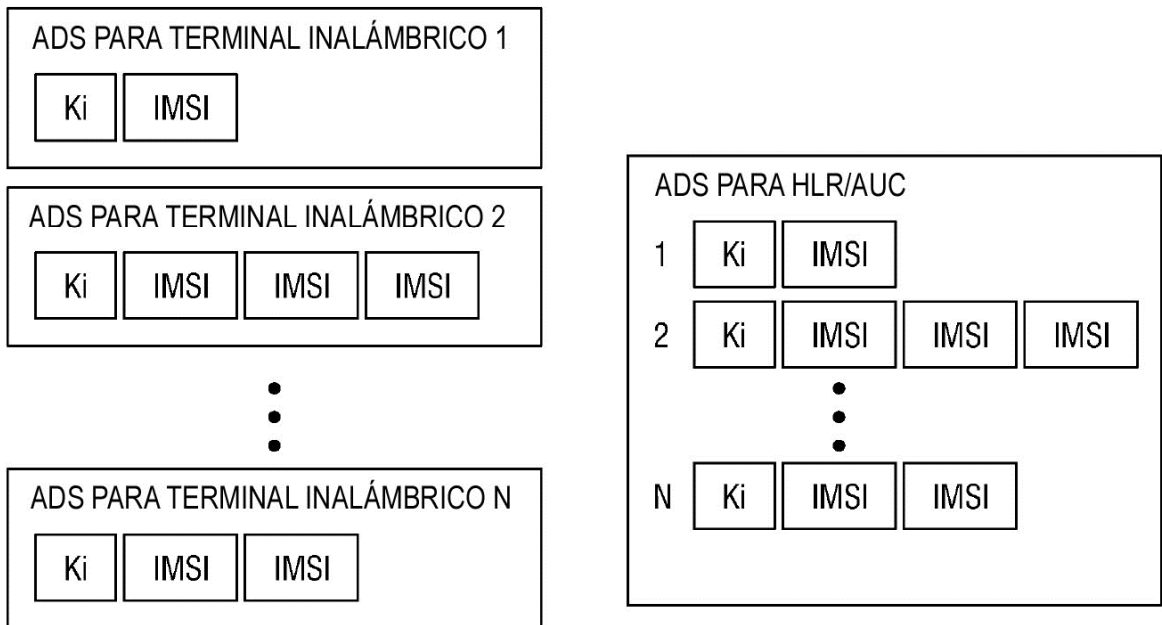 ADS PARA TERMINAL INALÁMBRICO 1
Ki IMSI
ADS PARA TERMINAL INALÁMBRICO 2
Ki IMSI IMSI IMSI
ADS PARA TERMINAL INALÁMBRICO N
Ki IMSI IMSI
ADS PARA HLR/AUC
1 Ki IMSI
2 Ki IMSI IMSI IMSI
N Ki IMSI IMSI